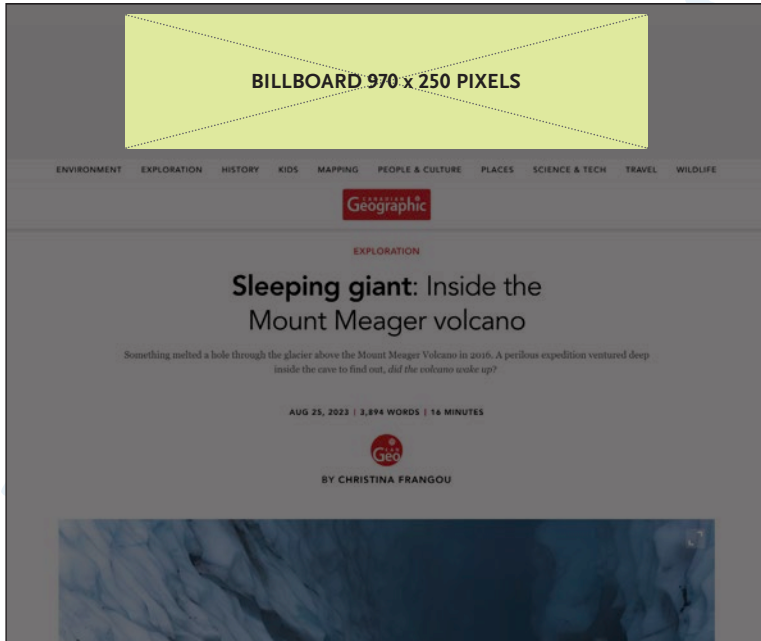 BILLBOARD 970 x 250 PIXELS
ENVIRONMENT EXPLORATION HISTORY KIDS MAPPING PEOPLE & CULTURE PLACES SCIENCE & TECH TRAVEL WILDLIFE
CANADIAN
Geographic
EXPLORATION
Sleeping giant: Inside the
Mount Meager volcano
Something melted a hole through the glacier above the Mount Meager Volcano in 2016. A perilous expedition ventured deep
inside the cave to find out, did the volcano wake up?
AUG 25, 2023 | 3,894 WORDS | 16 MINUTES
CAN
Geo
BY CHRISTINA FRANGOU